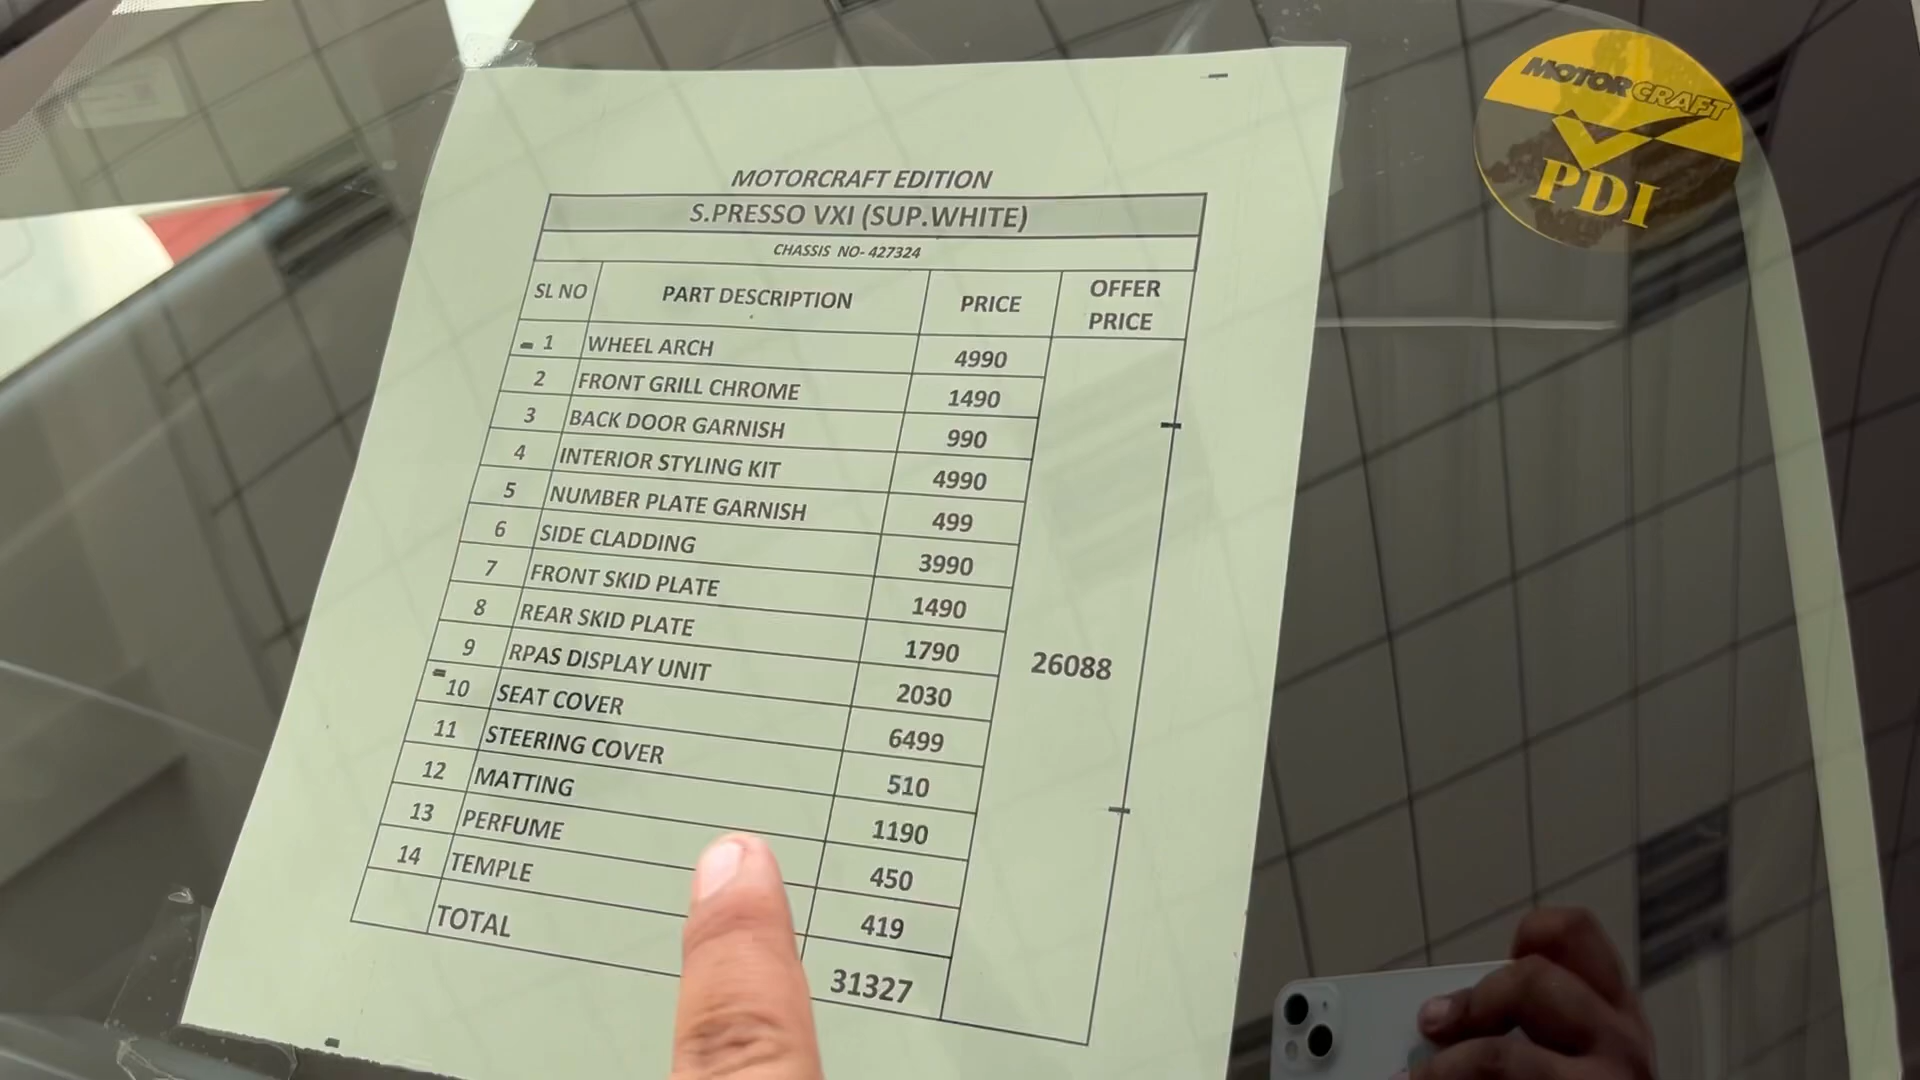 MOTORCRAFT EDITION
S.PRESSO VXI (SUP.WHITE)
CHASSIS NO- 427324
SL NO PART DESCRIPTION PRICE OFFER PRICE
1 WHEEL ARCH 4990
2 FRONT GRILL CHROME 1490
3 BACK DOOR GARNISH 990
4 INTERIOR STYLING KIT 4990
5 NUMBER PLATE GARNISH 499
6 SIDE CLADDING 3990
7 FRONT SKID PLATE 1490
8 REAR SKID PLATE 1790
9 RPAS DISPLAY UNIT 2030
10 SEAT COVER 6499
11 STEERING COVER 510
12 MATTING 1190
13 PERFUME 450
14 TEMPLE 419
TOTAL 31327
26088
MOTORCRAFT
PDI